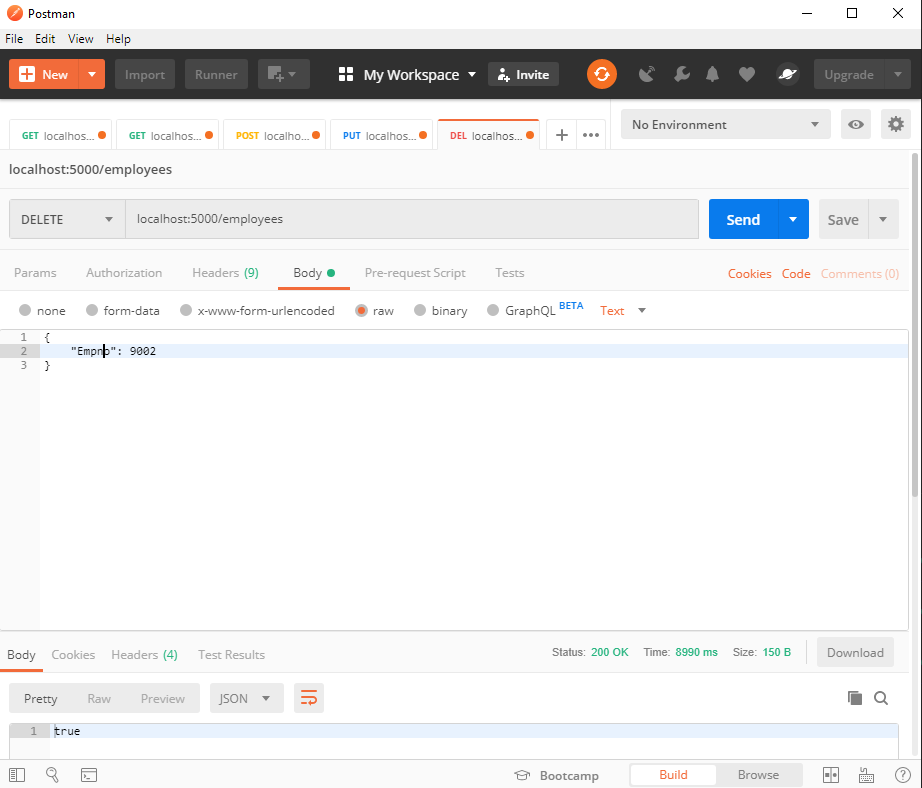 Postman
File Edit View Help
New Import Runner My Workspace Invite Upgrade
GET localhos... GET localhos... POST localho... PUT localhos... DEL localhos... No Environment
localhost:5000/employees
DELETE localhost:5000/employees Send Save
Params Authorization Headers (9) Body Pre-request Script Tests Cookies Code Comments (0)
none form-data x-www-form-urlencoded raw binary GraphQL BETA Text
1 {
2 "Empno": 9002
3 }
Body Cookies Headers (4) Test Results Status: 200 OK Time: 8990 ms Size: 150 B Download
Pretty Raw Preview JSON
1 true
Bootcamp Build Browse